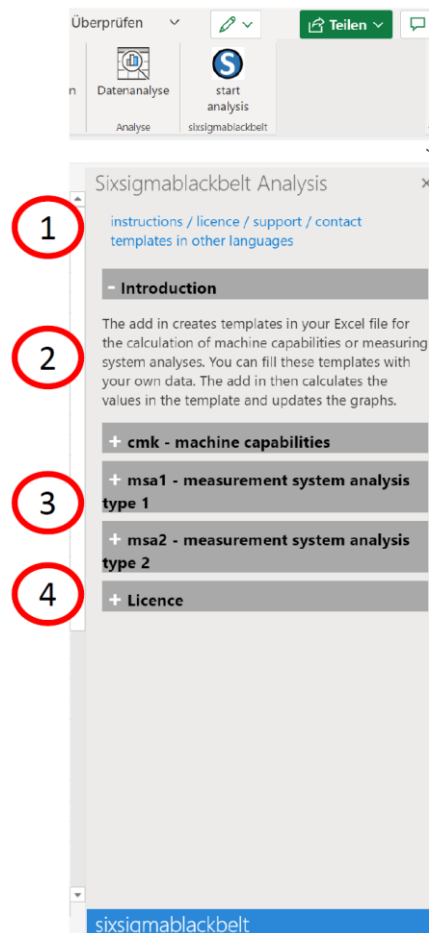 Überprüfen
Teilen
n
Datenanalyse
start
analysis
Analyse
sixsigmablackbelt
Sixsigmablackbelt Analysis
1
instructions / licence / support / contact
templates in other languages
- Introduction
2
The add in creates templates in your Excel file for
the calculation of machine capabilities or measuring
system analyses. You can fill these templates with
your own data. The add in then calculates the
values in the template and updates the graphs.
+ cmk - machine capabilities
3
+ msa1 - measurement system analysis
type 1
+ msa2 - measurement system analysis
type 2
4
+ Licence
sixsigmablackbelt